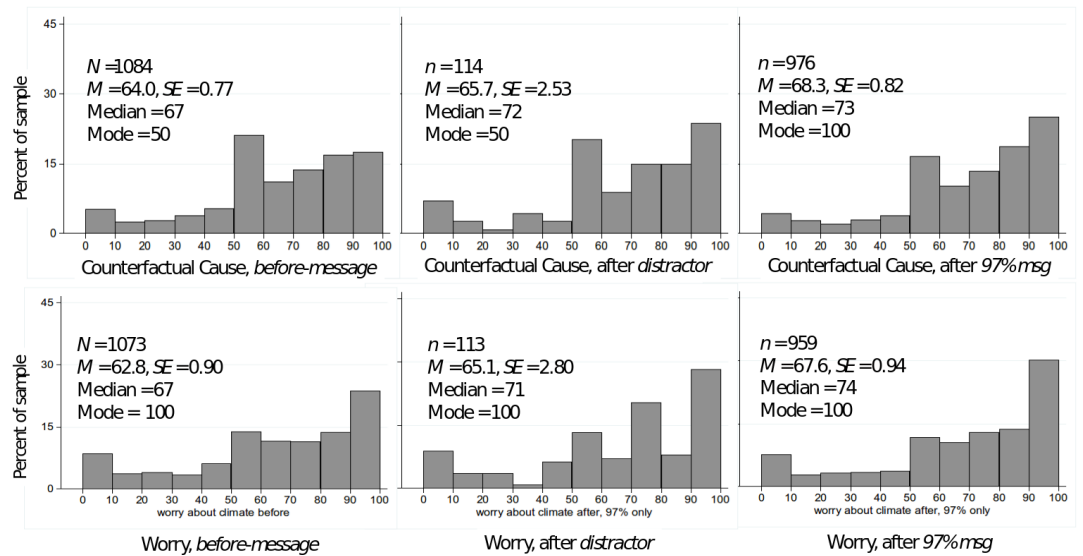 45
30
15
0
Percent of sample
N =1084
M =64.0, SE =0.77
Median =67
Mode =50
0 10 20 30 40 50 60 70 80 90 100
Counterfactual Cause, before-message
n =114
M =65.7, SE =2.53
Median =72
Mode =50
0 10 20 30 40 50 60 70 80 90 100
Counterfactual Cause, after distractor
n =976
M =68.3, SE =0.82
Median =73
Mode =100
0 10 20 30 40 50 60 70 80 90 100
Counterfactual Cause, after 97% msg
45
30
15
0
Percent of sample
N =1073
M =62.8, SE =0.90
Median =67
Mode = 100
0 10 20 30 40 50 60 70 80 90 100
worry about climate before
Worry, before-message
n =113
M =65.1, SE =2.80
Median =71
Mode =100
0 10 20 30 40 50 60 70 80 90 100
worry about climate after, 97% only
Worry, after distractor
n =959
M =67.6, SE =0.94
Median =74
Mode =100
0 10 20 30 40 50 60 70 80 90 100
worry about climate after, 97% only
Worry, after 97% msg